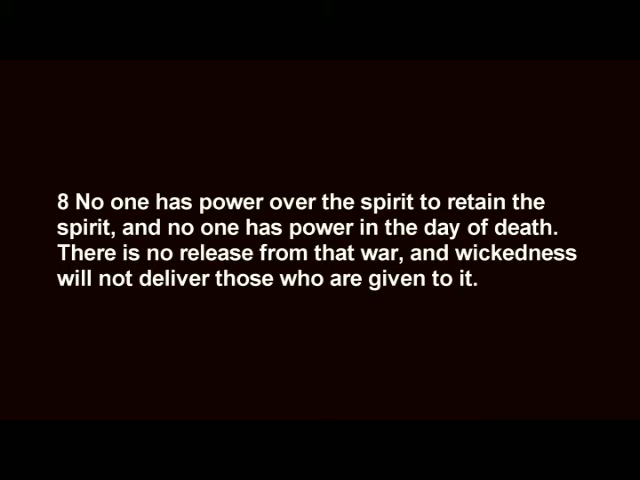 8 No one has power over the spirit to retain the
spirit, and no one has power in the day of death.
There is no release from that war, and wickedness
will not deliver those who are given to it.